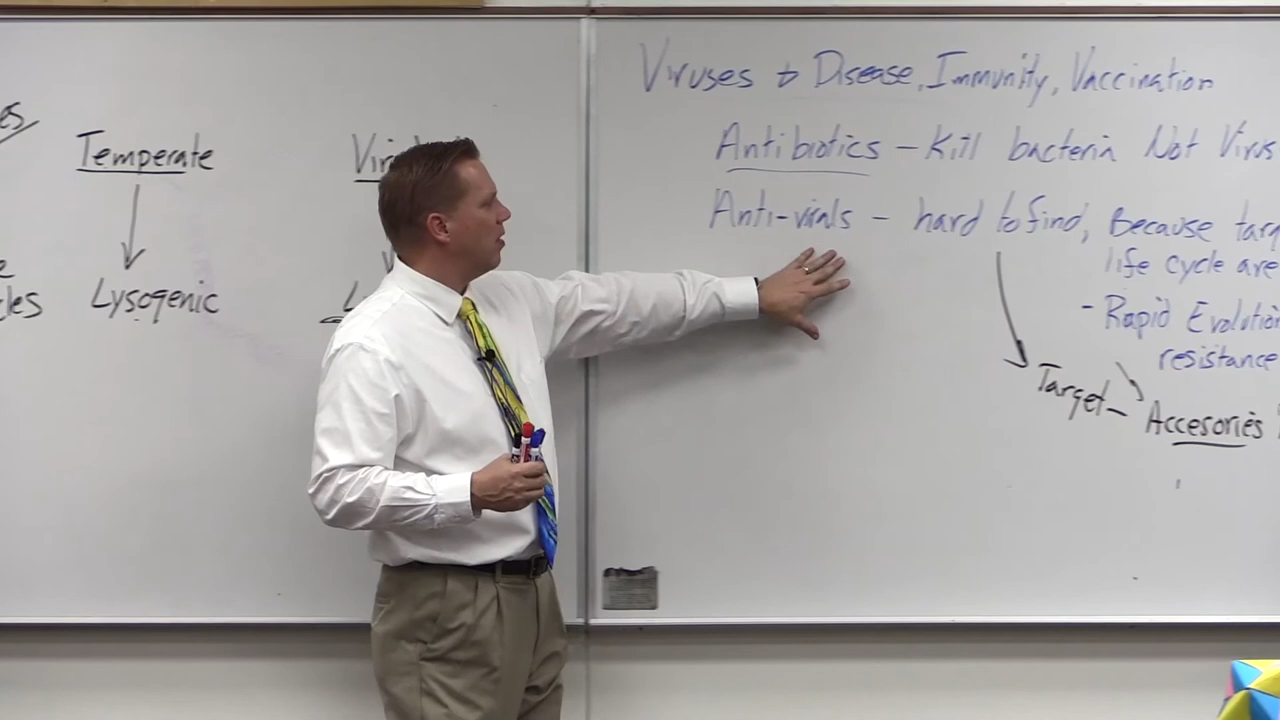 Temperate
Lysogenic
Viruses & Disease, Immunity, Vaccination
Antibiotics - Kill bacteria Not Virus
Anti-virals - hard to find, Because
life cycle are
- Rapid Evolution
resistance
Target -
Accesories